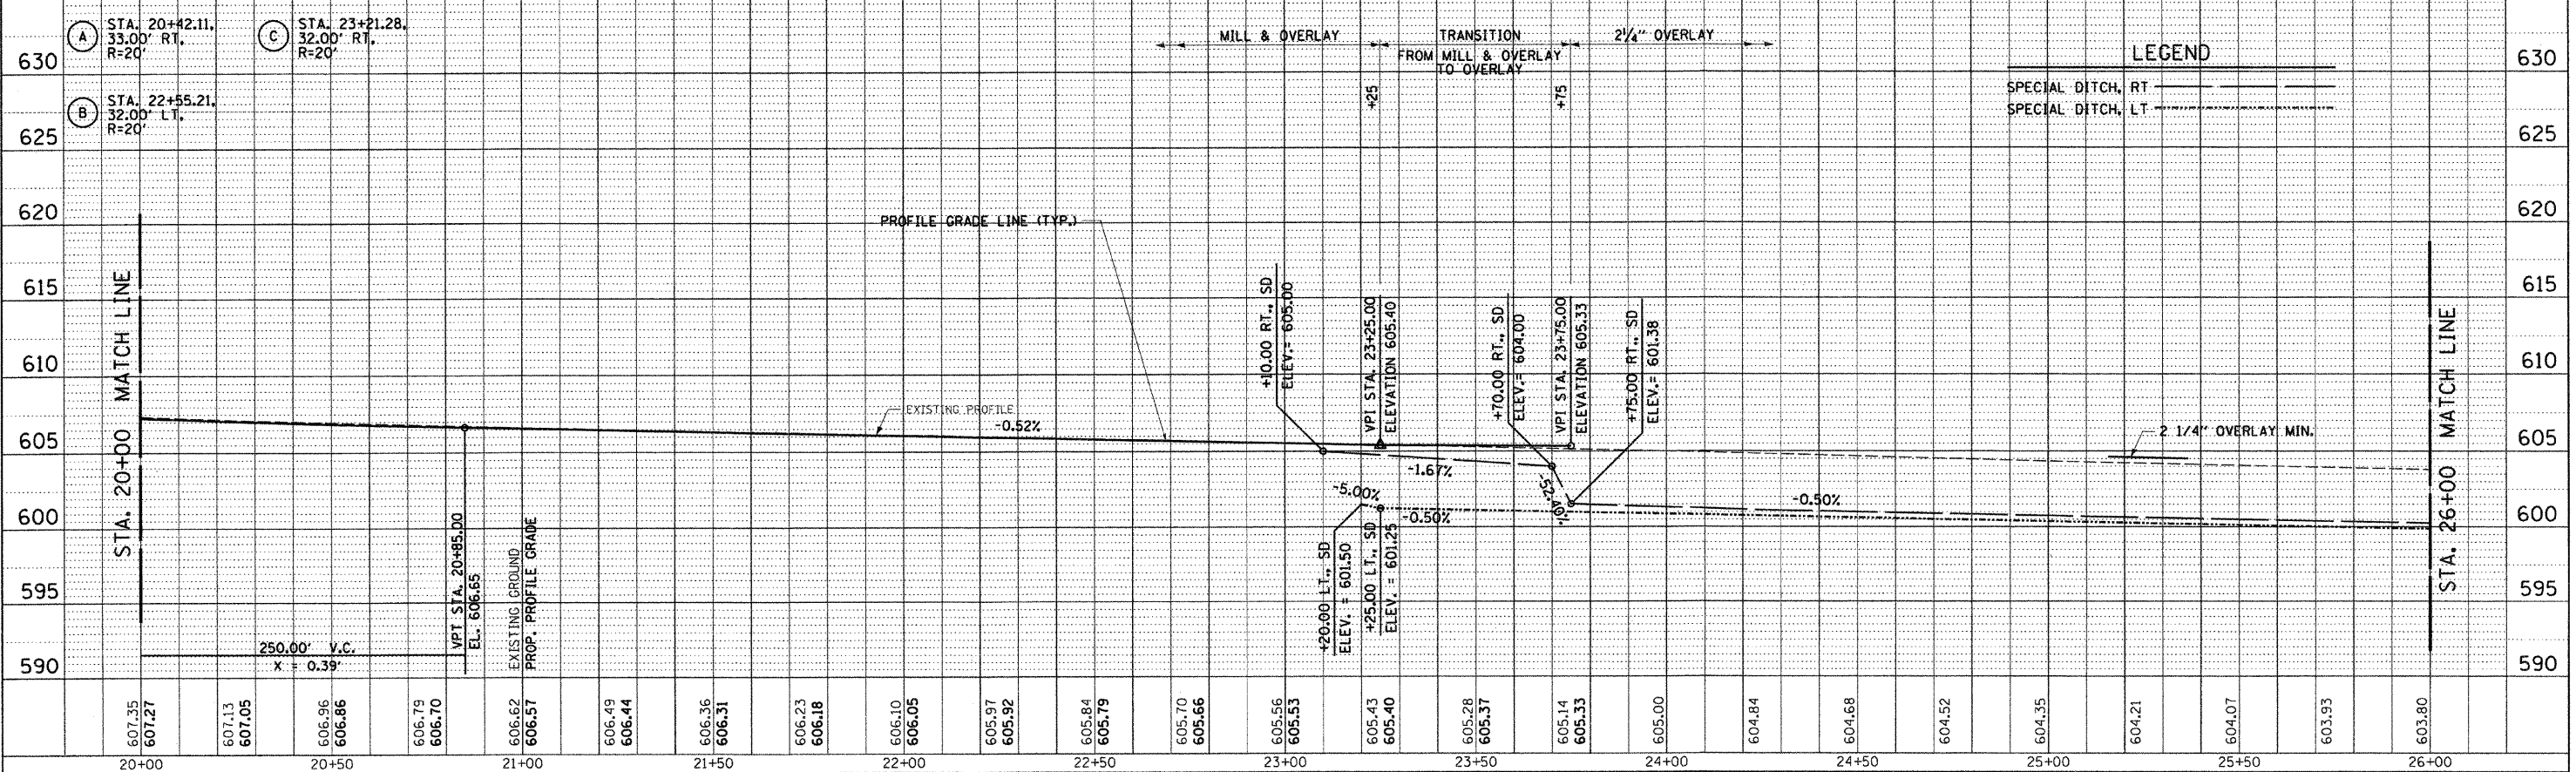 A
STA. 20+42.11,
33.00' RT,
R=20'
C
STA. 23+21.28,
32.00' RT,
R=20'
B
STA. 22+55.21,
32.00' LT,
R=20'
MILL & OVERLAY
TRANSITION
FROM MILL & OVERLAY
TO OVERLAY
2 1/4" OVERLAY
+25
+75
LEGEND
SPECIAL DITCH, RT
SPECIAL DITCH, LT
630
625
620
615
610
605
600
595
590
630
625
620
615
610
605
600
595
590
STA. 20+00 MATCH LINE
PROFILE GRADE LINE (TYP.)
EXISTING PROFILE
-0.52%
VPT STA. 20+85.00
EL. 606.65
250.00' V.C.
X = 0.39'
EXISTING GROUND
PROP. PROFILE GRADE
+10.00 RT., SD
ELEV.= 605.00
VPI STA. 23+25.00
ELEVATION 605.40
+70.00 RT., SD
ELEV.= 604.00
VPI STA. 23+75.00
ELEVATION 605.33
+75.00 RT., SD
ELEV.= 601.38
-1.67%
-52.40%
-5.00%
-0.50%
-0.50%
+20.00 LT., SD
ELEV. = 601.50
+25.00 LT., SD
ELEV. = 601.25
2 1/4" OVERLAY MIN.
STA. 26+00 MATCH LINE
607.35
607.27
607.13
607.05
606.96
606.86
606.79
606.70
606.62
606.57
606.49
606.44
606.36
606.31
606.23
606.18
606.10
606.05
605.97
605.92
605.84
605.79
605.70
605.66
605.56
605.53
605.43
605.40
605.28
605.37
605.14
605.33
605.00
604.84
604.68
604.52
604.35
604.21
604.07
603.93
603.80
20+00
20+50
21+00
21+50
22+00
22+50
23+00
23+50
24+00
24+50
25+00
25+50
26+00